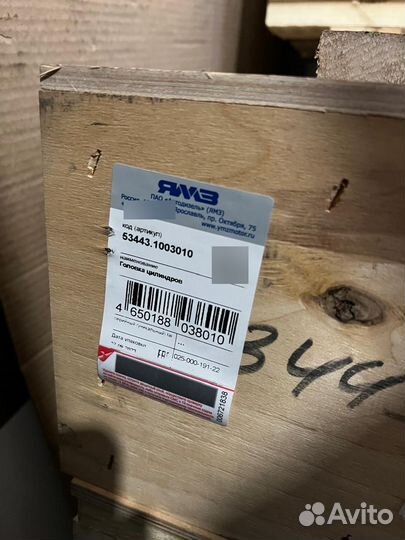 ЯМЗ
ПАО «Автодизель» (ЯМЗ)
Ярославль, пр. Октября, 75
www.ymzmotor.ru
код (артикул)
53443.1003010
наименование
Головка цилиндров
4 650188 038010
Дата упаковки
025-000-191-22
006721838
344
Avito